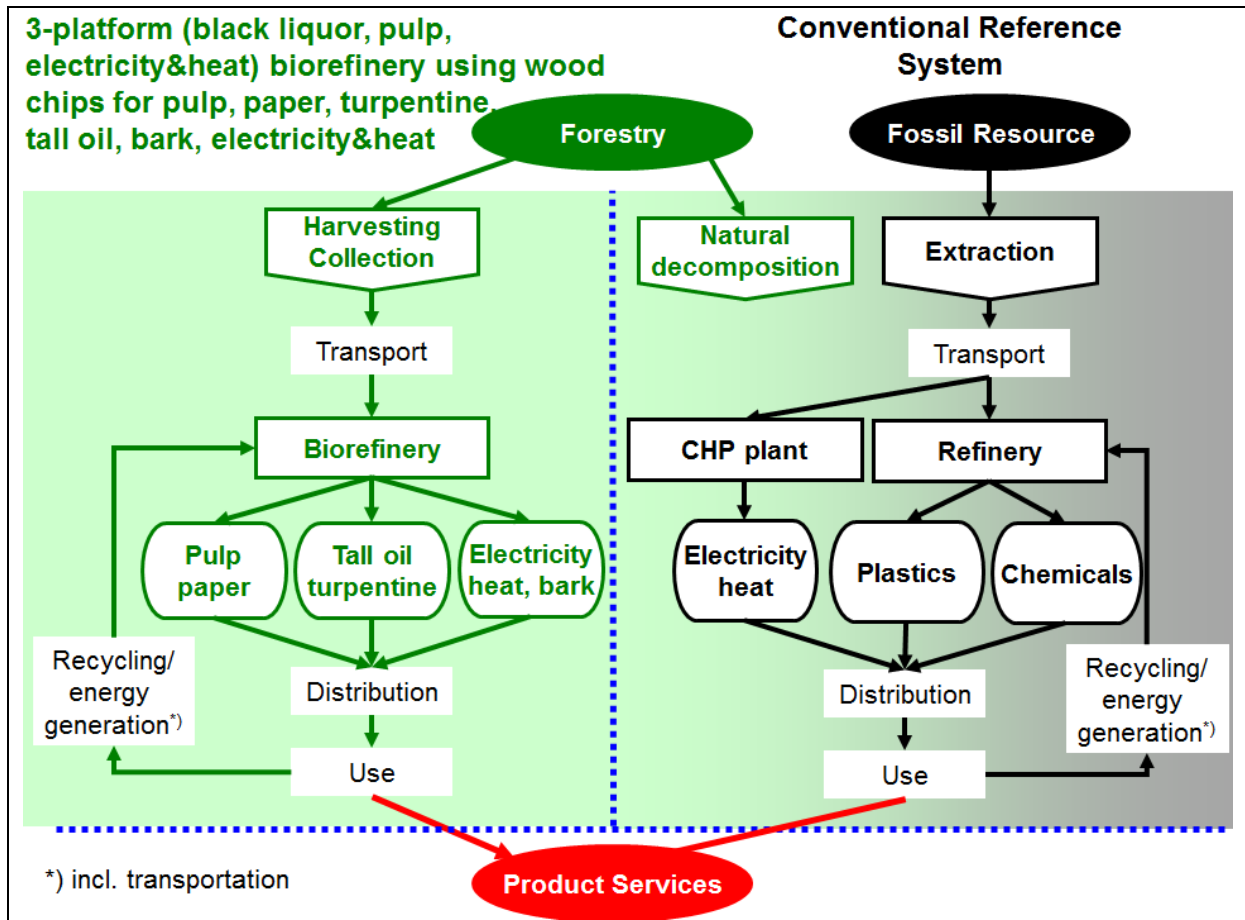 3-platform (black liquor, pulp,
electricity&heat) biorefinery using wood
chips for pulp, paper, turpentine,
tall oil, bark, electricity&heat
Conventional Reference
System
Forestry
Fossil Resource
Harvesting
Collection
Natural
decomposition
Extraction
Transport
Transport
Biorefinery
CHP plant
Refinery
Pulp
paper
Tall oil
turpentine
Electricity
heat, bark
Electricity
heat
Plastics
Chemicals
Recycling/
energy
generation*)
Distribution
Distribution
Recycling/
energy
generation*)
Use
Use
*) incl. transportation
Product Services